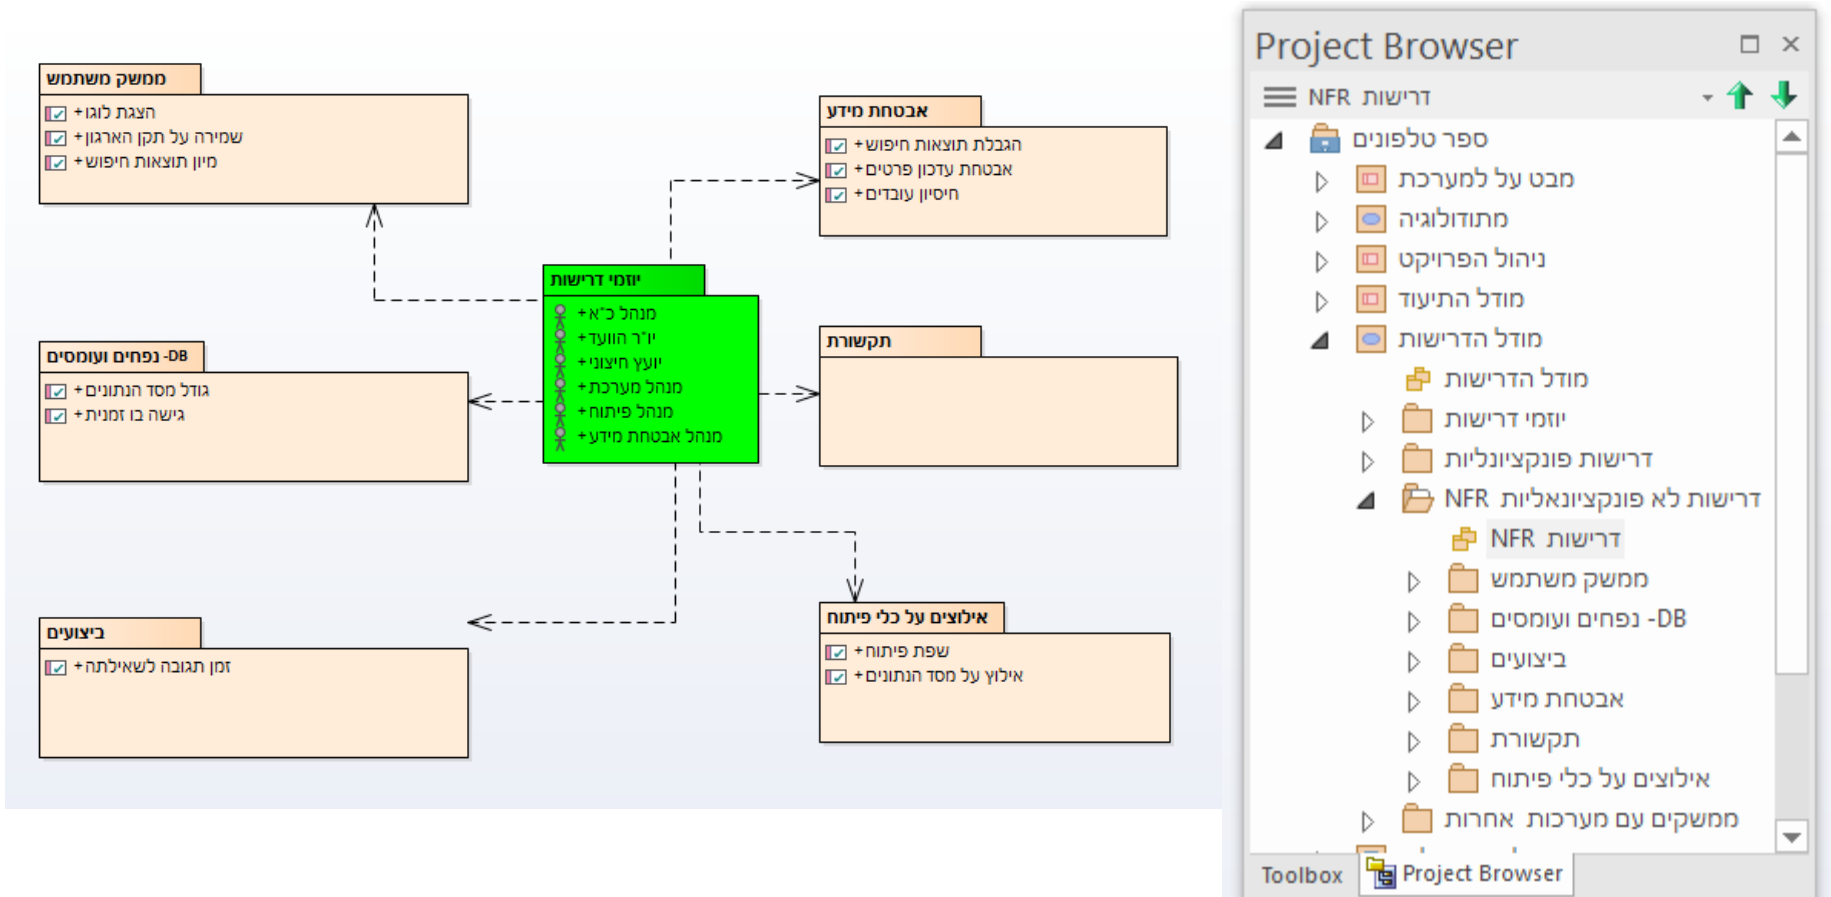 ממשק משתמש
+ הצגת לוגו
+ שמירה על תקן הארגון
+ מיון תוצאות חיפוש
אבטחת מידע
+ הגבלת תוצאות חיפוש
+ אבטחת עדכון פרטים
+ חיסיון עובדים
יוזמי דרישות
+ מנהל כ"א
+ יו"ר הוועד
+ יועץ חיצוני
+ מנהל מערכת
+ מנהל פיתוח
+ מנהל אבטחת מידע
DB- נפחים ועומסים
+ גודל מסד הנתונים
+ גישה בו זמנית
תקשורת
ביצועים
+ זמן תגובה לשאילתה
אילוצים על כלי פיתוח
+ שפת פיתוח
+ אילוץ על מסד הנתונים
Project Browser
דרישות NFR
ספר טלפונים
מבט על למערכת
מתודולוגיה
ניהול הפרויקט
מודל התיעוד
מודל הדרישות
מודל הדרישות
יוזמי דרישות
דרישות פונקציונליות
דרישות לא פונקציונאליות NFR
דרישות NFR
ממשק משתמש
DB- נפחים ועומסים
ביצועים
אבטחת מידע
תקשורת
אילוצים על כלי פיתוח
ממשקים עם מערכות אחרות
Toolbox
Project Browser